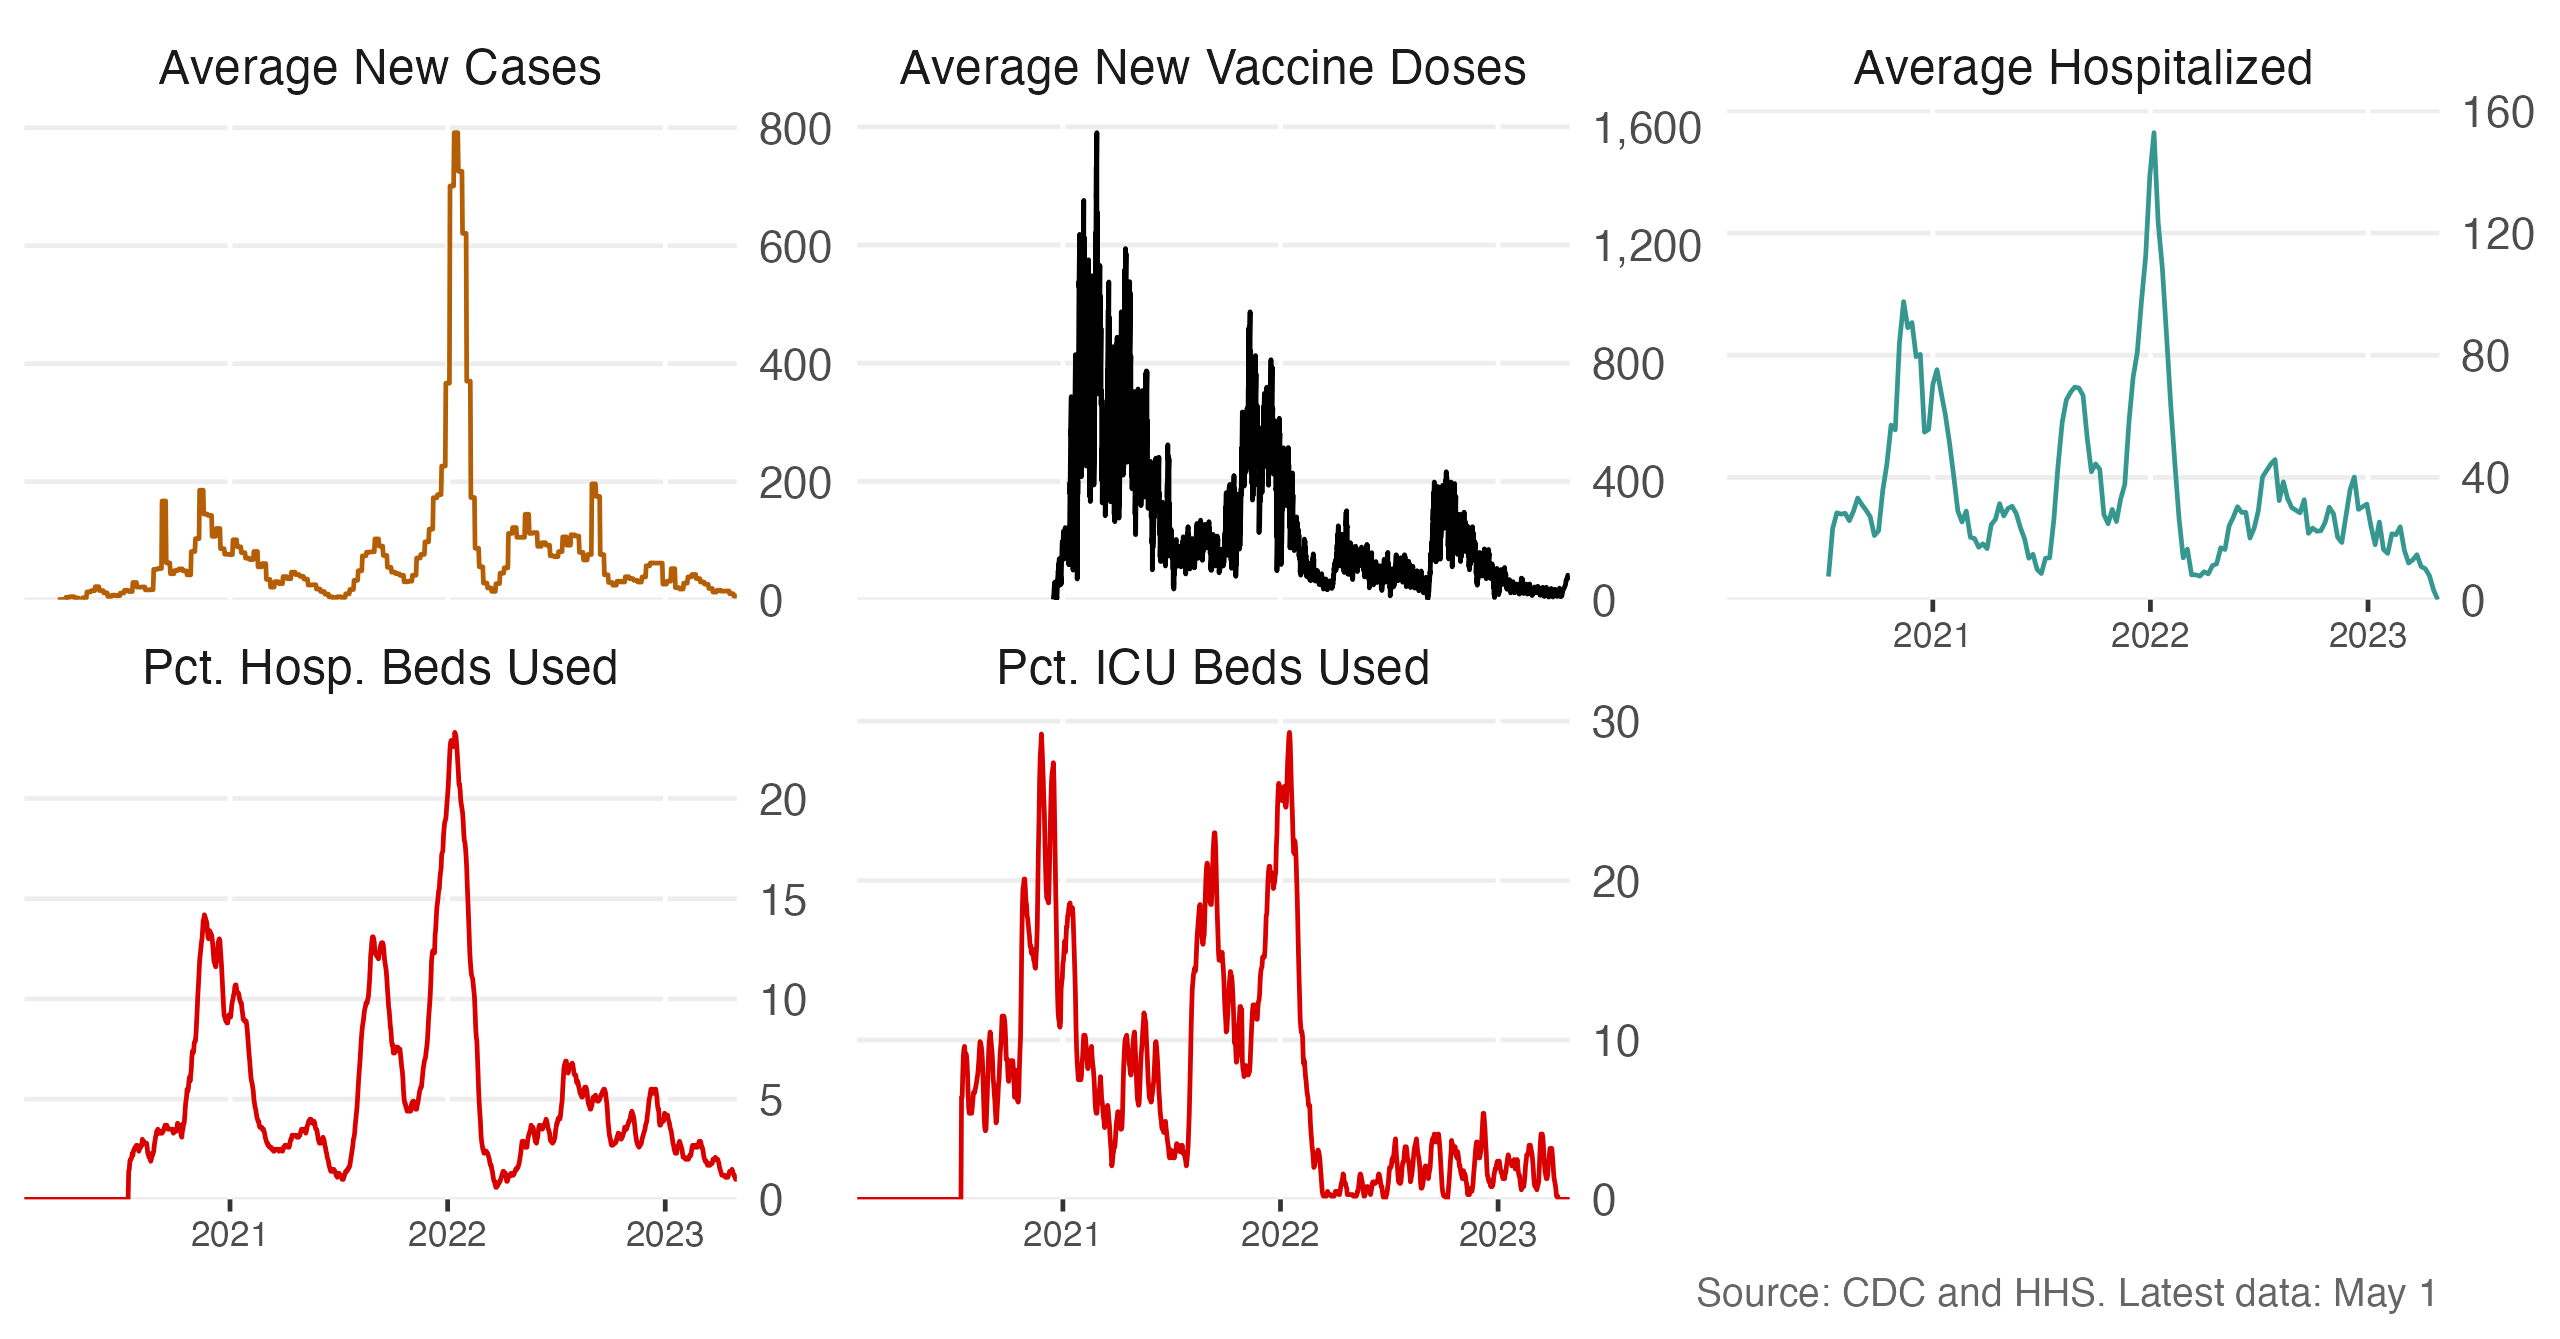 Average New Cases
800
600
400
200
0
Average New Vaccine Doses
1,600
1,200
800
400
0
Average Hospitalized
160
120
80
40
0
2021 2022 2023
Pct. Hosp. Beds Used
20
15
10
5
0
2021 2022 2023
Pct. ICU Beds Used
30
20
10
0
2021 2022 2023
Source: CDC and HHS. Latest data: May 1